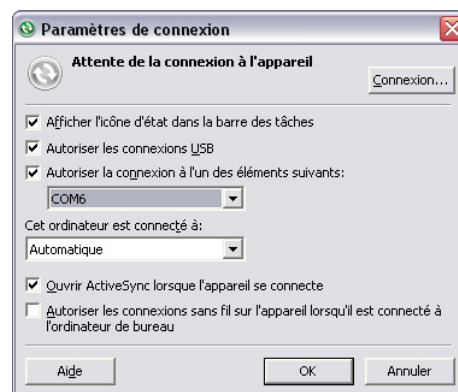 Paramètres de connexion
Attente de la connexion à l'appareil
Connexion...
Afficher l'icône d'état dans la barre des tâches
Autoriser les connexions USB
Autoriser la connexion à l'un des éléments suivants:
COM6
Cet ordinateur est connecté à:
Automatique
Ouvrir ActiveSync lorsque l'appareil se connecte
Autoriser les connexions sans fil sur l'appareil lorsqu'il est connecté à
l'ordinateur de bureau
Aide
OK
Annuler